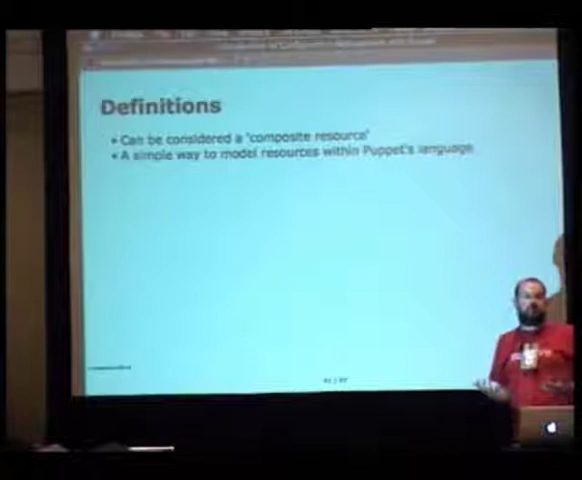 Definitions
• Can be considered a 'composite resource'
• A simple way to model resources within Puppet's language